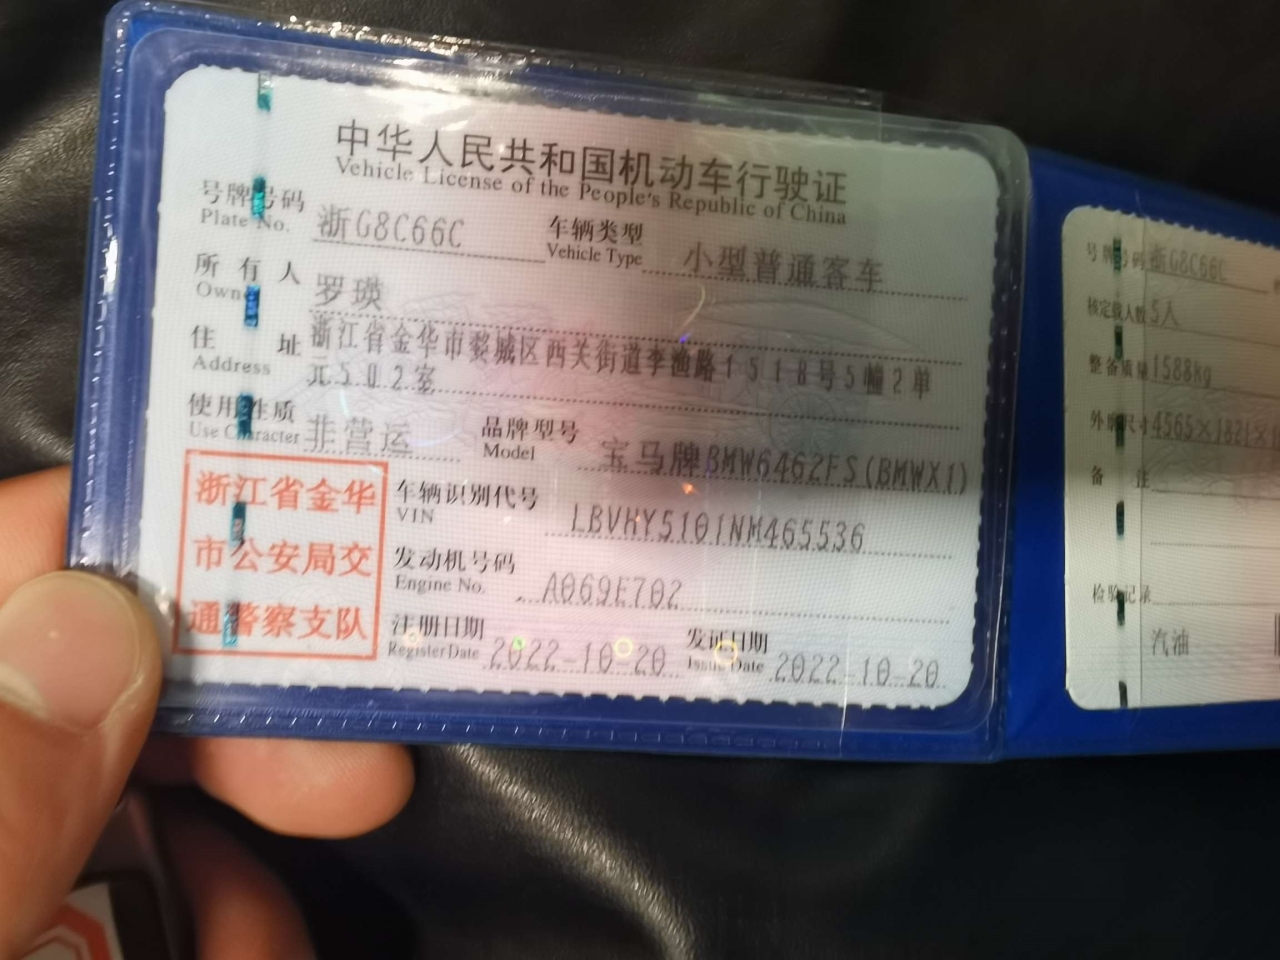 中华人民共和国机动车行驶证
Vehicle License of the People's Republic of China
号牌号码 浙G8C66C 车辆类型 小型普通客车
Plate No. Vehicle Type
所有人 罗瑛
Owner
住址 浙江省金华市婺城区西关街道李渔路1518号5幢2单
Address 元502室
使用性质 非营运 品牌型号 宝马牌BMW6462FS(BMWX1)
Use Character Model
浙江省金华
市公安局交
通警察支队
车辆识别代号 LBVHY5101NM465536
VIN
发动机号码 A069E702
Engine No.
注册日期 2022-10-20 发证日期 2022-10-20
Register Date Issue Date
号牌号码 浙G8C66C
核定载人数 5人
整备质量 1588kg
外廓尺寸 4565×1821×
备注
检验记录
汽油